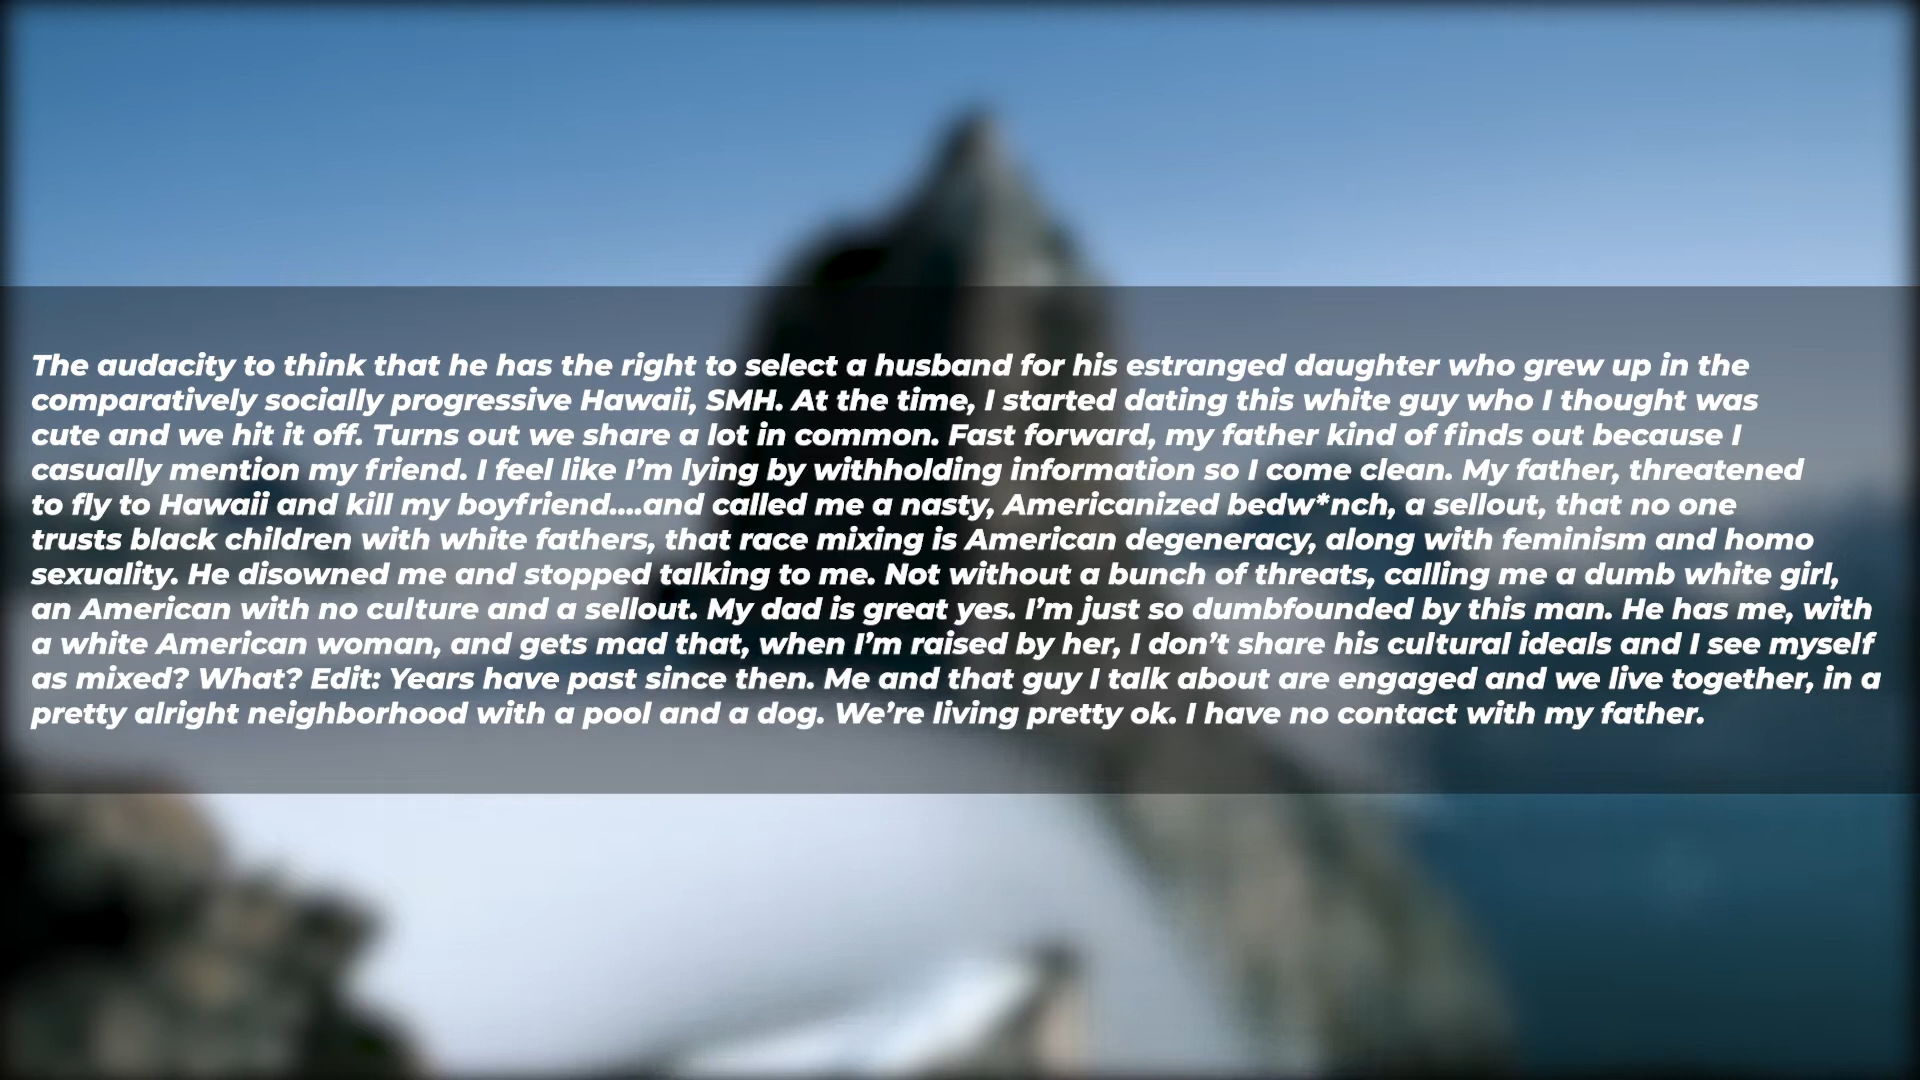 The audacity to think that he has the right to select a husband for his estranged daughter who grew up in the
comparatively socially progressive Hawaii, SMH. At the time, I started dating this white guy who I thought was
cute and we hit it off. Turns out we share a lot in common. Fast forward, my father kind of finds out because I
casually mention my friend. I feel like I’m lying by withholding information so I come clean. My father, threatened
to fly to Hawaii and kill my boyfriend....and called me a nasty, Americanized bedw*nch, a sellout, that no one
trusts black children with white fathers, that race mixing is American degeneracy, along with feminism and homo
sexuality. He disowned me and stopped talking to me. Not without a bunch of threats, calling me a dumb white girl,
an American with no culture and a sellout. My dad is great yes. I’m just so dumbfounded by this man. He has me, with
a white American woman, and gets mad that, when I’m raised by her, I don’t share his cultural ideals and I see myself
as mixed? What? Edit: Years have past since then. Me and that guy I talk about are engaged and we live together, in a
pretty alright neighborhood with a pool and a dog. We’re living pretty ok. I have no contact with my father.